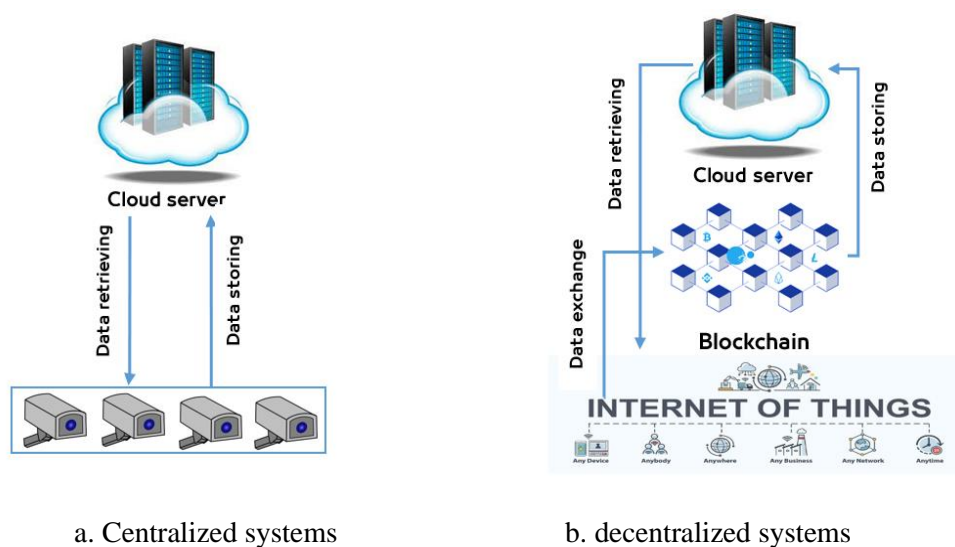 Cloud server
Data retrieving
Data storing
a. Centralized systems
Cloud server
Data retrieving
Data storing
Data exchange
Blockchain
INTERNET OF THINGS
Any Device
Anybody
Anywhere
Any Business
Any Network
Anytime
b. decentralized systems